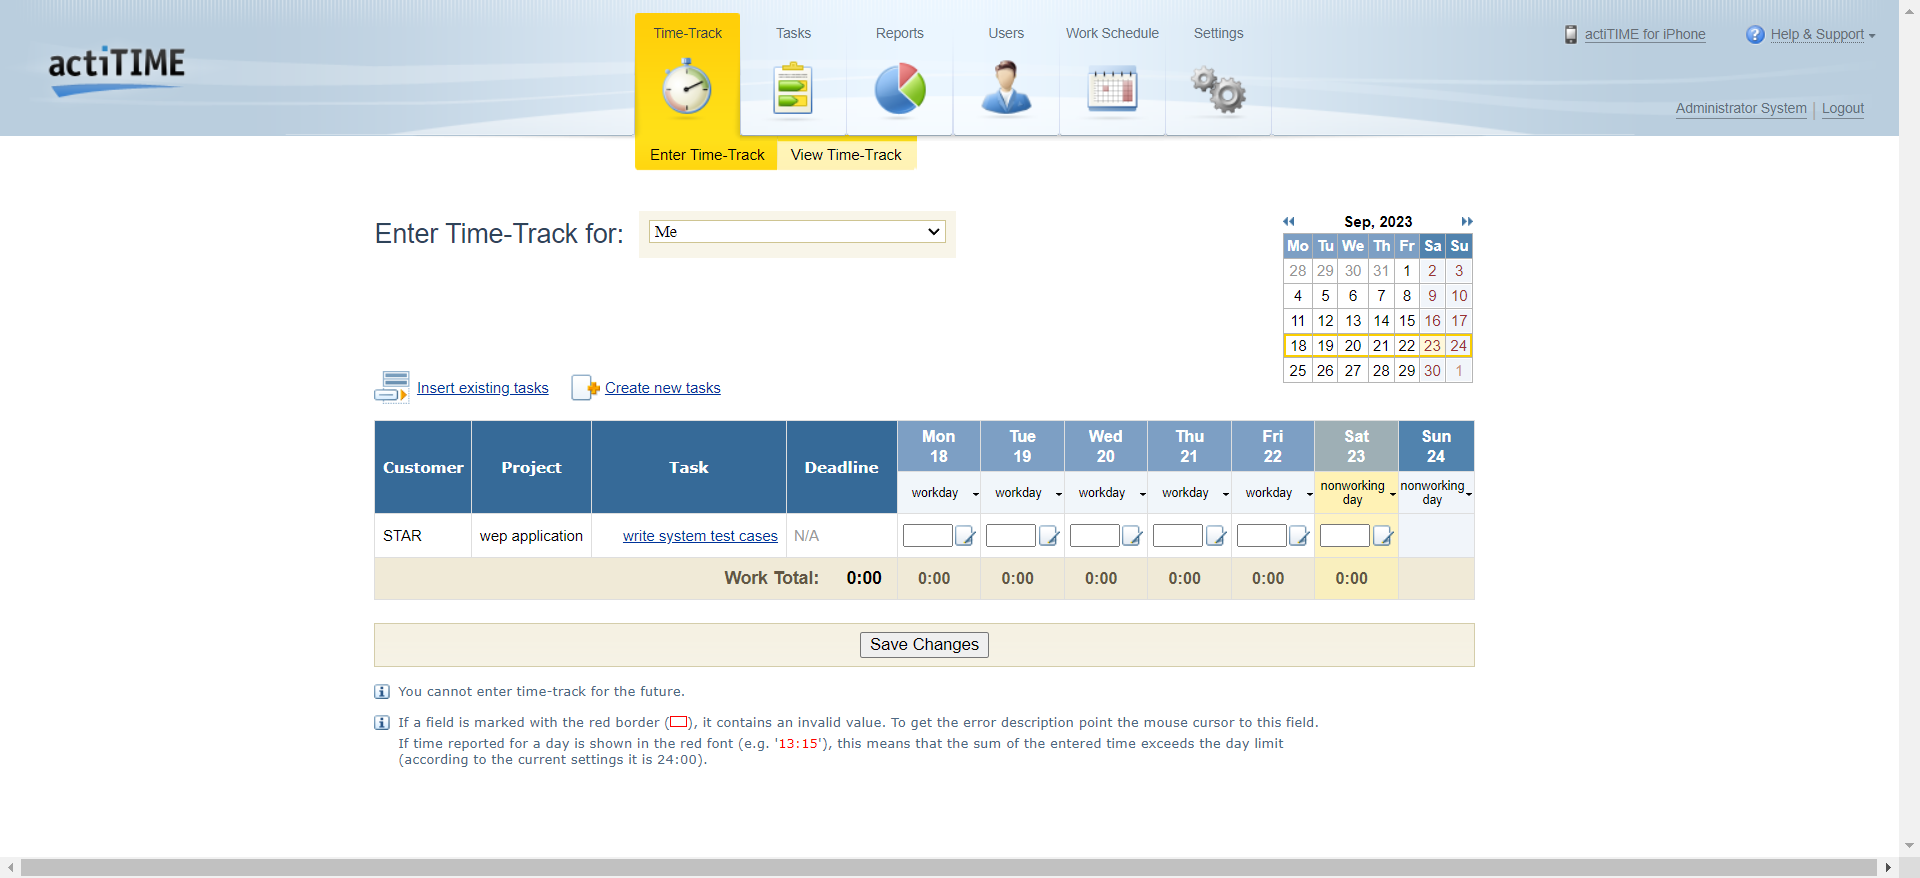 Time-Track Tasks Reports Users Work Schedule Settings
actiTIME for iPhone Help & Support
actiTIME
Administrator System Logout
Enter Time-Track View Time-Track
Enter Time-Track for: Me
Sep, 2023
Mo Tu We Th Fr Sa Su
28 29 30 31 1 2 3
4 5 6 7 8 9 10
11 12 13 14 15 16 17
18 19 20 21 22 23 24
25 26 27 28 29 30 1
Insert existing tasks Create new tasks
Customer Project Task Deadline
Mon Tue Wed Thu Fri Sat Sun
18 19 20 21 22 23 24
workday workday workday workday workday nonworking day nonworking day
STAR wep application write system test cases N/A
Work Total: 0:00 0:00 0:00 0:00 0:00 0:00 0:00
Save Changes
You cannot enter time-track for the future.
If a field is marked with the red border ( ), it contains an invalid value. To get the error description point the mouse cursor to this field.
If time reported for a day is shown in the red font (e.g. '13:15'), this means that the sum of the entered time exceeds the day limit
(according to the current settings it is 24:00).